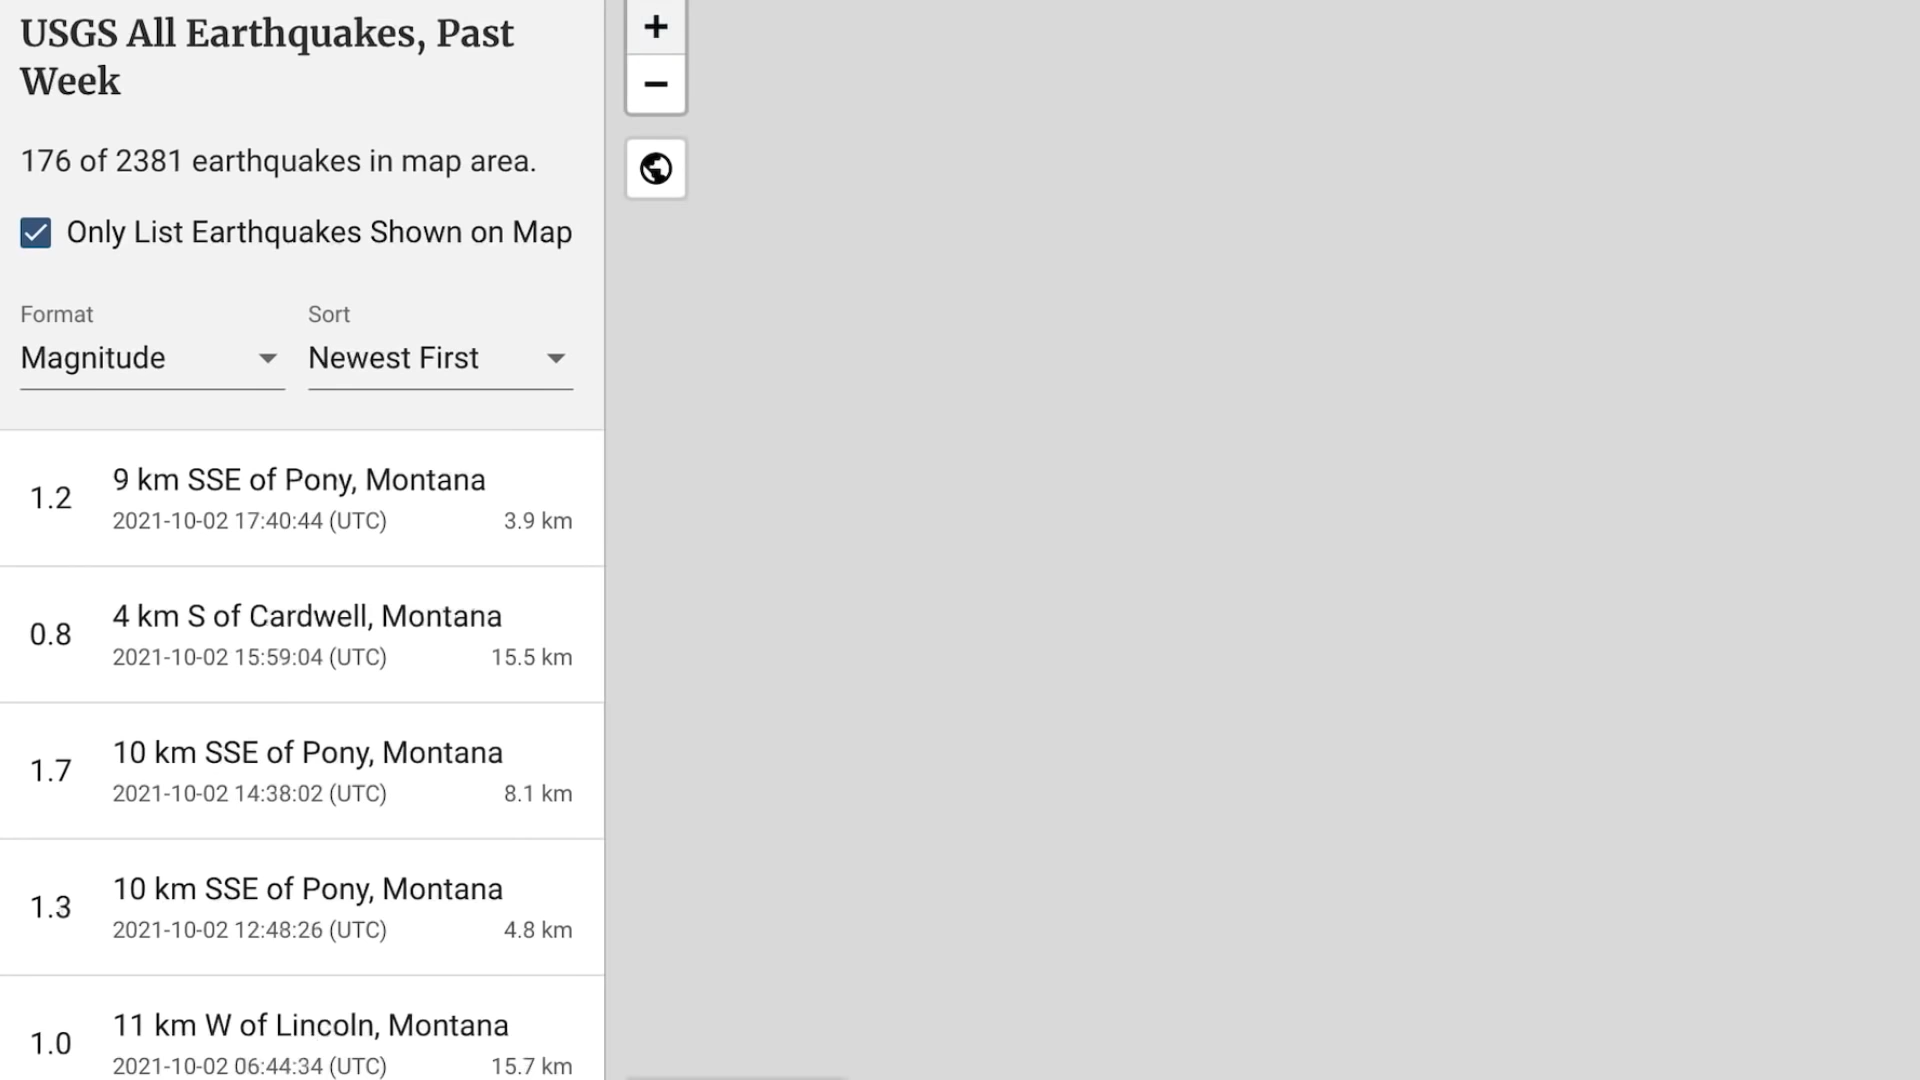 USGS All Earthquakes, Past
Week
176 of 2381 earthquakes in map area.
Only List Earthquakes Shown on Map
Format
Sort
Magnitude
Newest First
1.2
9 km SSE of Pony, Montana
2021-10-02 17:40:44 (UTC)
3.9 km
0.8
4 km S of Cardwell, Montana
2021-10-02 15:59:04 (UTC)
15.5 km
1.7
10 km SSE of Pony, Montana
2021-10-02 14:38:02 (UTC)
8.1 km
1.3
10 km SSE of Pony, Montana
2021-10-02 12:48:26 (UTC)
4.8 km
1.0
11 km W of Lincoln, Montana
2021-10-02 06:44:34 (UTC)
15.7 km
+
−